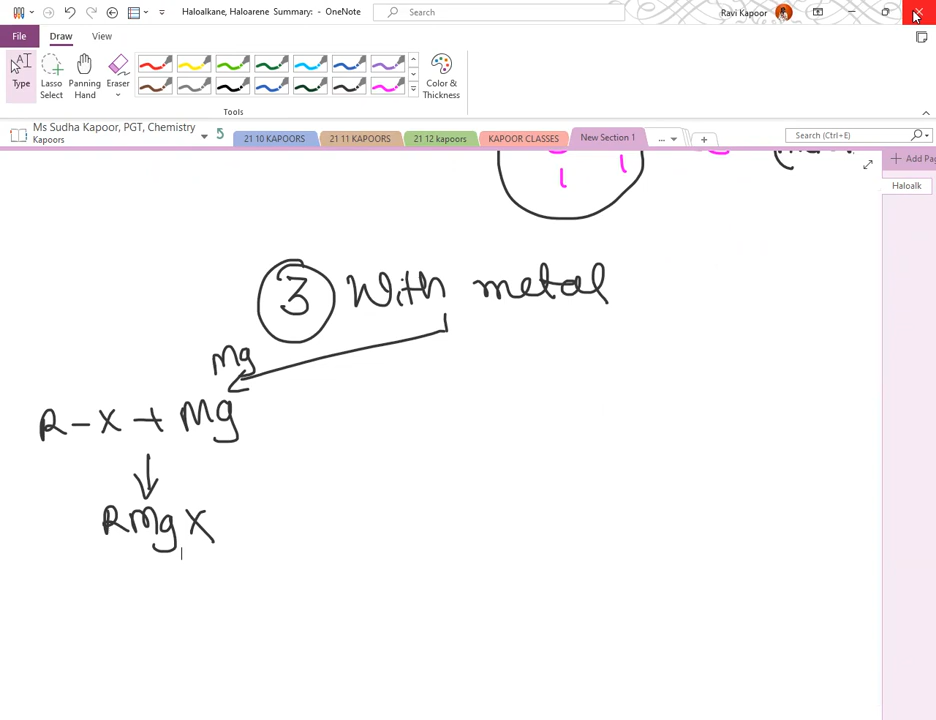 Haloalkane, Haloarene Summary: - OneNote
Search
Ravi Kapoor
File
Draw
View
Type
Lasso
Select
Panning
Hand
Eraser
Color &
Thickness
Tools
Ms Sudha Kapoor, PGT, Chemistry
Kapoors
21 10 KAPOORS
21 11 KAPOORS
21 12 kapoors
KAPOOR CLASSES
New Section 1
...
Search (Ctrl+E)
Add Pag
Haloalk
3 With metal
Mg
R-X + Mg
↓
RMgX